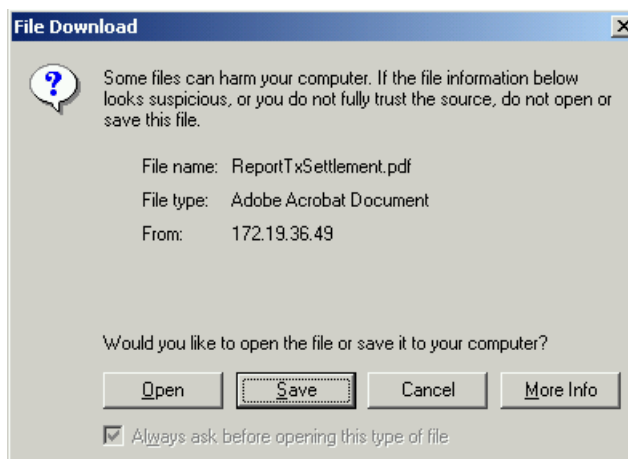 File Download
Some files can harm your computer. If the file information below
looks suspicious, or you do not fully trust the source, do not open or
save this file.
File name: ReportTxSettlement.pdf
File type: Adobe Acrobat Document
From: 172.19.36.49
Would you like to open the file or save it to your computer?
Open Save Cancel More Info
Always ask before opening this type of file